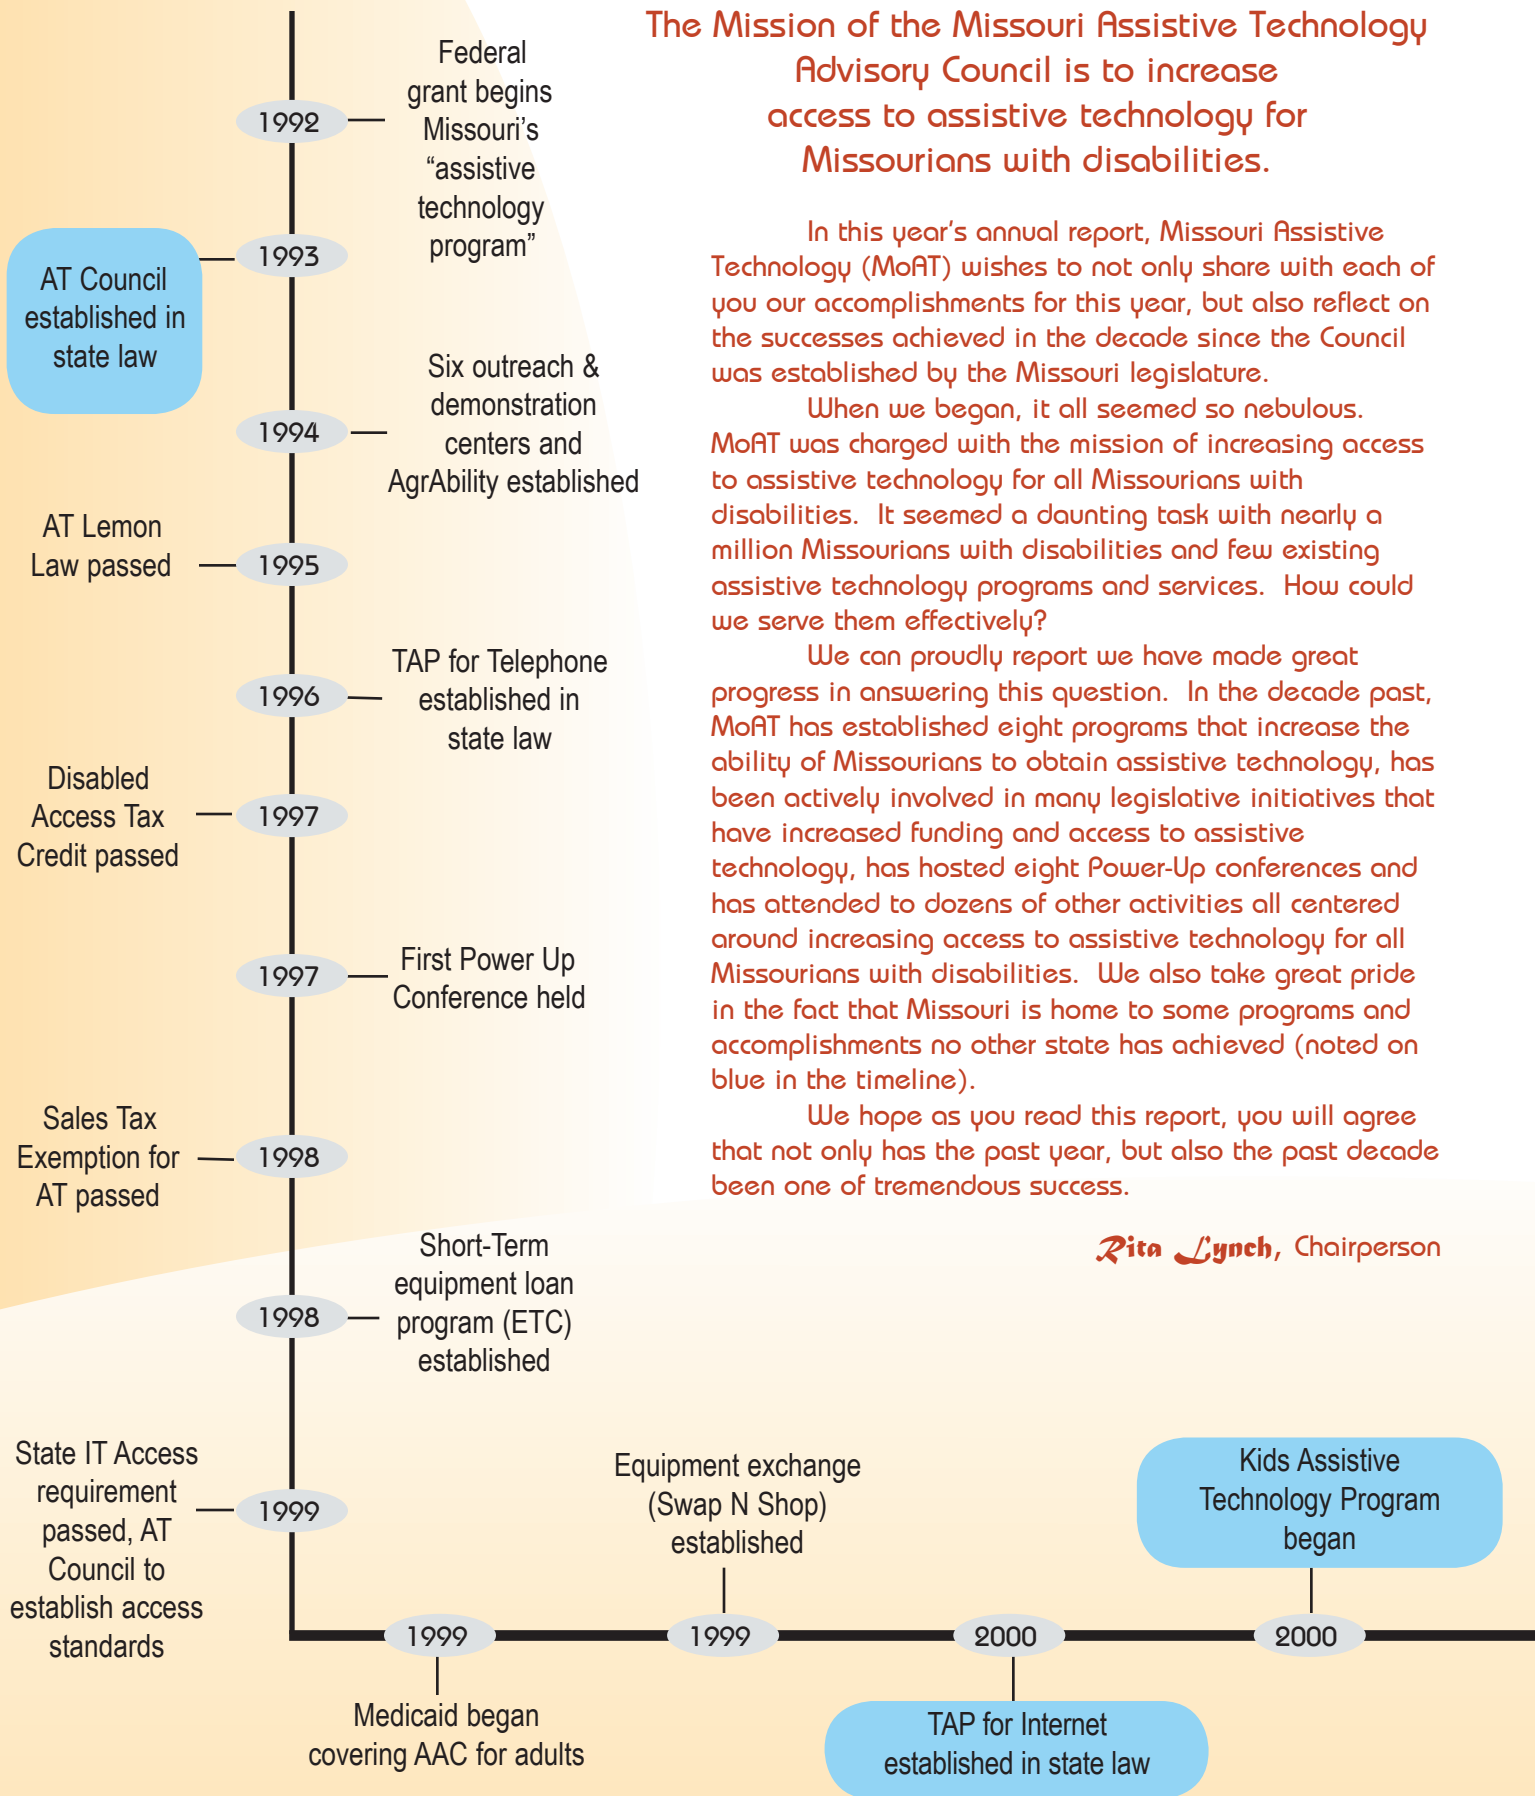 The Mission of the Missouri Assistive Technology
Advisory Council is to increase
access to assistive technology for
Missourians with disabilities.
In this year's annual report, Missouri Assistive
Technology (MoAT) wishes to not only share with each of
you our accomplishments for this year, but also reflect on
the successes achieved in the decade since the Council
was established by the Missouri legislature.
When we began, it all seemed so nebulous.
MoAT was charged with the mission of increasing access
to assistive technology for all Missourians with
disabilities. It seemed a daunting task with nearly a
million Missourians with disabilities and few existing
assistive technology programs and services. How could
we serve them effectively?
We can proudly report we have made great
progress in answering this question. In the decade past,
MoAT has established eight programs that increase the
ability of Missourians to obtain assistive technology, has
been actively involved in many legislative initiatives that
have increased funding and access to assistive
technology, has hosted eight Power-Up conferences and
has attended to dozens of other activities all centered
around increasing access to assistive technology for all
Missourians with disabilities. We also take great pride
in the fact that Missouri is home to some programs and
accomplishments no other state has achieved (noted on
blue in the timeline).
We hope as you read this report, you will agree
that not only has the past year, but also the past decade
been one of tremendous success.
Rita Lynch, Chairperson
1992
Federal
grant begins
Missouri's
“assistive
technology
program”
1993
AT Council
established in
state law
1994
Six outreach &
demonstration
centers and
AgrAbility established
1995
AT Lemon
Law passed
1996
TAP for Telephone
established in
state law
1997
Disabled
Access Tax
Credit passed
1997
First Power Up
Conference held
1998
Sales Tax
Exemption for
AT passed
1998
Short-Term
equipment loan
program (ETC)
established
1999
State IT Access
requirement
passed, AT
Council to
establish access
standards
1999
Medicaid began
covering AAC for adults
1999
Equipment exchange
(Swap N Shop)
established
2000
TAP for Internet
established in state law
2000
Kids Assistive
Technology Program
began